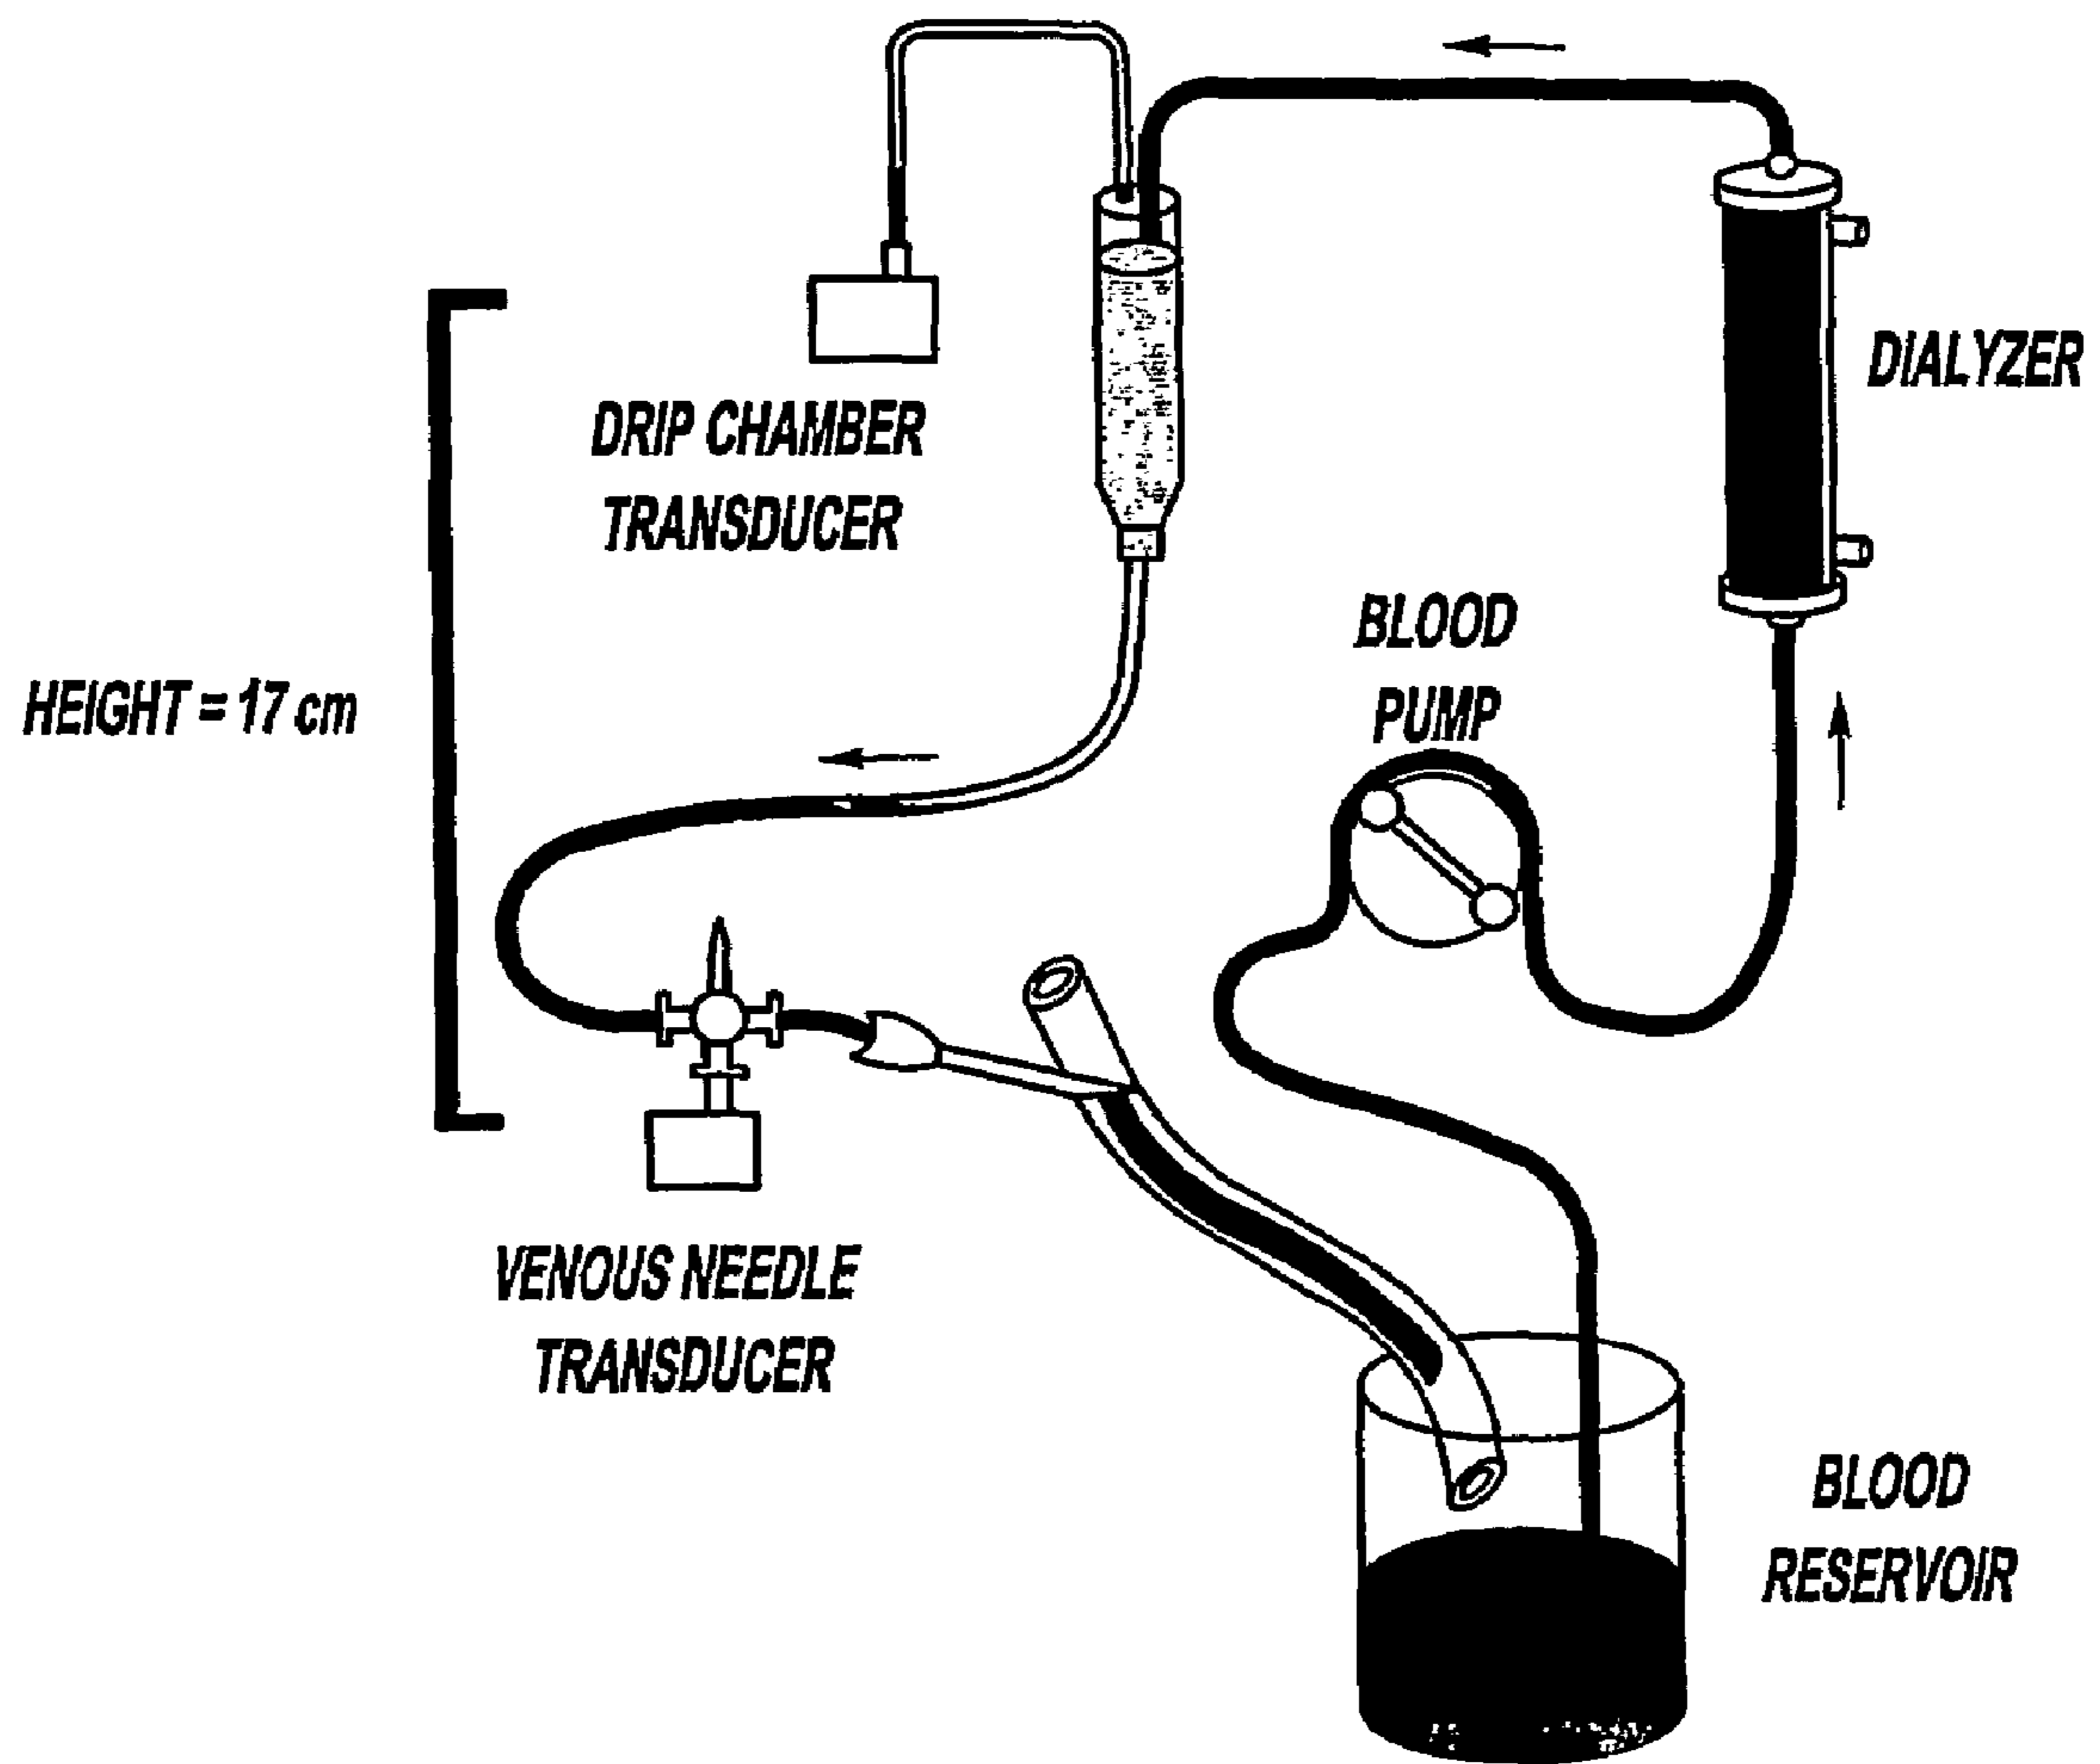 DIALYZER
DRIP CHAMBER
TRANSDUCER
BLOOD
PUMP
HEIGHT = 17 cm
VENOUS NEEDLE
TRANSDUCER
BLOOD
RESERVOIR